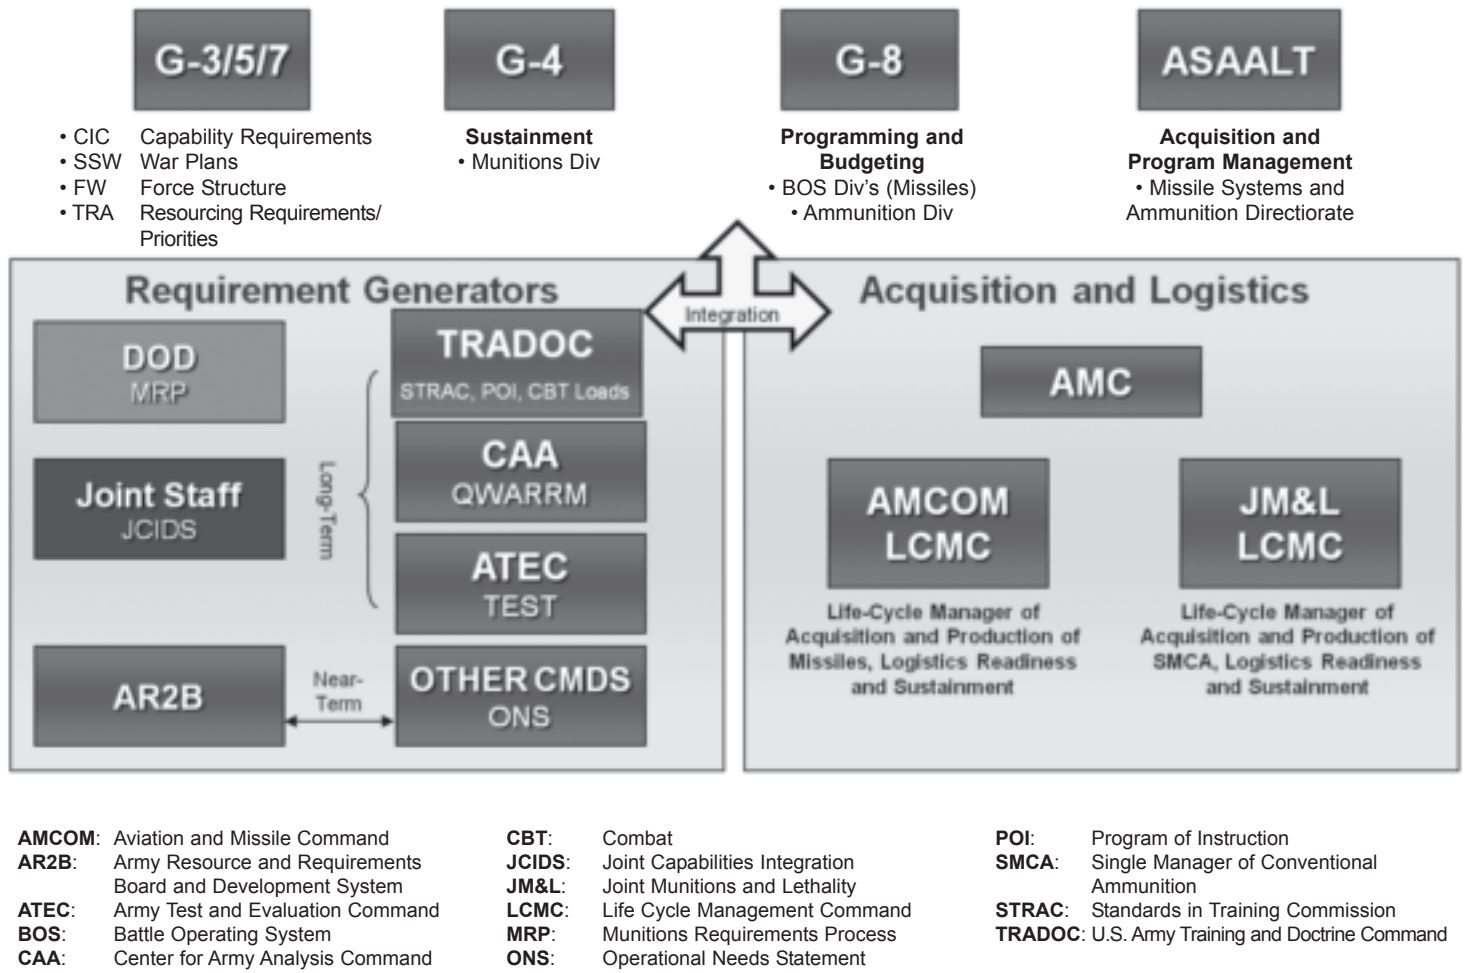 G-3/5/7
• CIC Capability Requirements
• SSW War Plans
• FW Force Structure
• TRA Resourcing Requirements/
Priorities
G-4
Sustainment
• Munitions Div
G-8
Programming and
Budgeting
• BOS Div's (Missiles)
• Ammunition Div
ASAALT
Acquisition and
Program Management
• Missile Systems and
Ammunition Directiorate
Integration
Requirement Generators
DOD
MRP
Joint Staff
JCIDS
AR2B
Long-Term
Near-
Term
TRADOC
STRAC, POI, CBT Loads
CAA
QWARRM
ATEC
TEST
OTHER CMDS
ONS
Acquisition and Logistics
AMC
AMCOM
LCMC
Life-Cycle Manager of
Acquisition and Production of
Missiles, Logistics Readiness
and Sustainment
JM&L
LCMC
Life-Cycle Manager of
Acquisition and Production of
SMCA, Logistics Readiness
and Sustainment
AMCOM: Aviation and Missile Command
AR2B: Army Resource and Requirements
Board and Development System
ATEC: Army Test and Evaluation Command
BOS: Battle Operating System
CAA: Center for Army Analysis Command
CBT: Combat
JCIDS: Joint Capabilities Integration
JM&L: Joint Munitions and Lethality
LCMC: Life Cycle Management Command
MRP: Munitions Requirements Process
ONS: Operational Needs Statement
POI: Program of Instruction
SMCA: Single Manager of Conventional
Ammunition
STRAC: Standards in Training Commission
TRADOC: U.S. Army Training and Doctrine Command